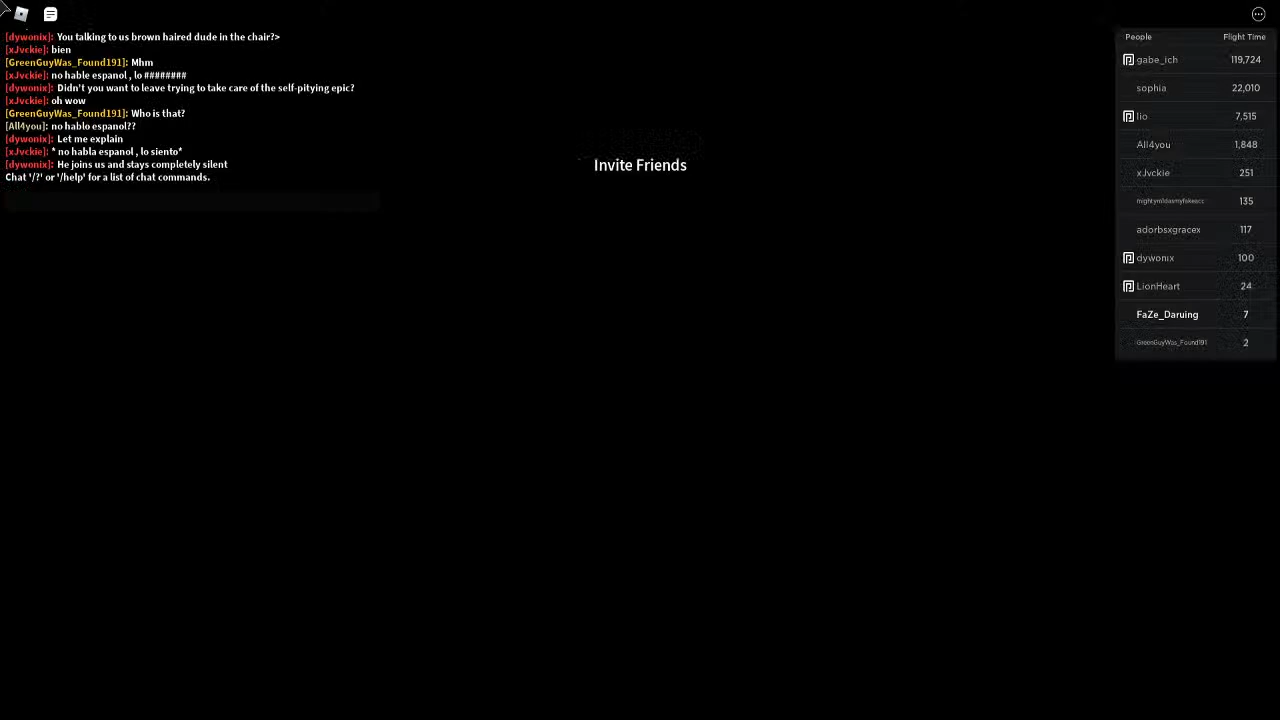 [dywonix]: You talking to us brown haired dude in the chair?>
[xJvckie]: bien
[GreenGuyWas_Found191]: Mhm
[xJvckie]: no hable espanol , lo ########
[dywonix]: Didn't you want to leave trying to take care of the self-pitying epic?
[xJvckie]: oh wow
[GreenGuyWas_Found191]: Who is that?
[All4you]: no hablo espanol??
[dywonix]: Let me explain
[xJvckie]: * no habla espanol , lo siento*
[dywonix]: He joins us and stays completely silent
Chat '/?' or '/help' for a list of chat commands.
Invite Friends
People Flight Time
gabe_ich 119,724
sophia 22,010
lio 7,515
All4you 1,848
xJvckie 251
135
adorbsxgracex 117
dywonix 100
LionHeart 24
FaZe_Daruing 7
GreenGuyWas_Found191 2